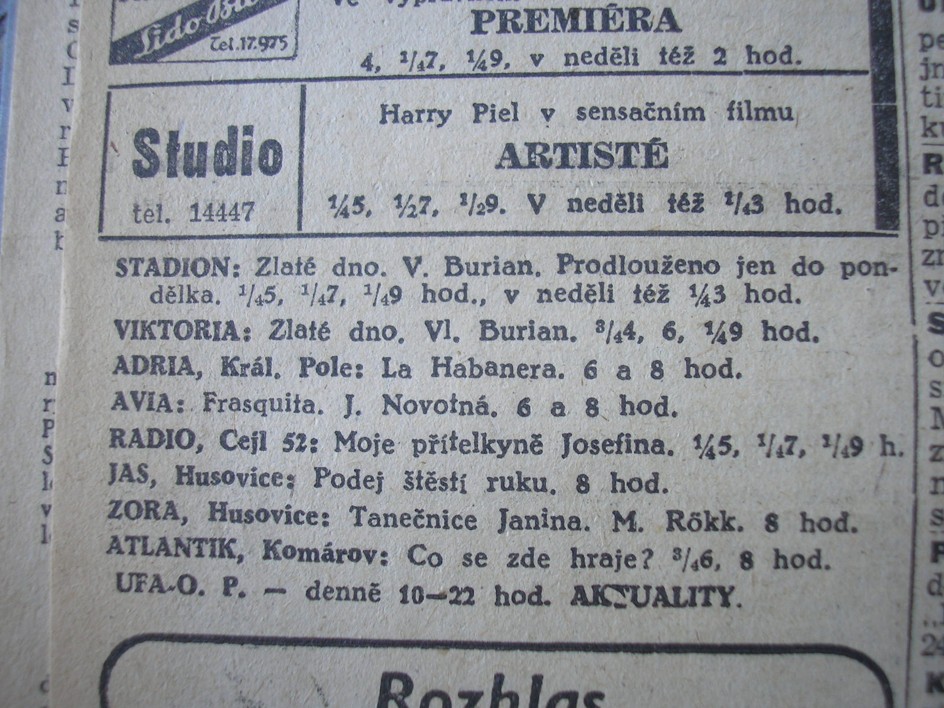 Lido Bio
Tel. 17.975
PREMIÉRA
4, ¹/₄7, ¼9, v neděli též 2 hod.
Studio
tel. 14447
Harry Piel v sensačním filmu
ARTISTÉ
¼5, ½7, ¹/₂9. V neděli též ¹/₄3 hod.
STADION: Zlaté dno. V. Burian. Prodlouženo jen do pon-
dělka. ¹/₄5, ¹/₄7, ¹/₄9 hod., v neděli též ¼3 hod.
VIKTORIA: Zlaté dno. Vl. Burian. ³/₄4, 6, ¼9 hod.
ADRIA, Král. Pole: La Habanera. 6 a 8 hod.
AVIA: Frasquita. J. Novotná. 6 a 8 hod.
RADIO, Cejl 52: Moje přítelkyně Josefina. ¼5, ¹/₄7, ¹/₄9 h.
JAS, Husovice: Podej štěstí ruku. 8 hod.
ZORA, Husovice: Tanečnice Janina. M. Rökk. 8 hod.
ATLANTIK, Komárov: Co se zde hraje? ³/₄6, 8 hod.
UFA-O. P. — denně 10—22 hod. AKTUALITY.
Rozhlas